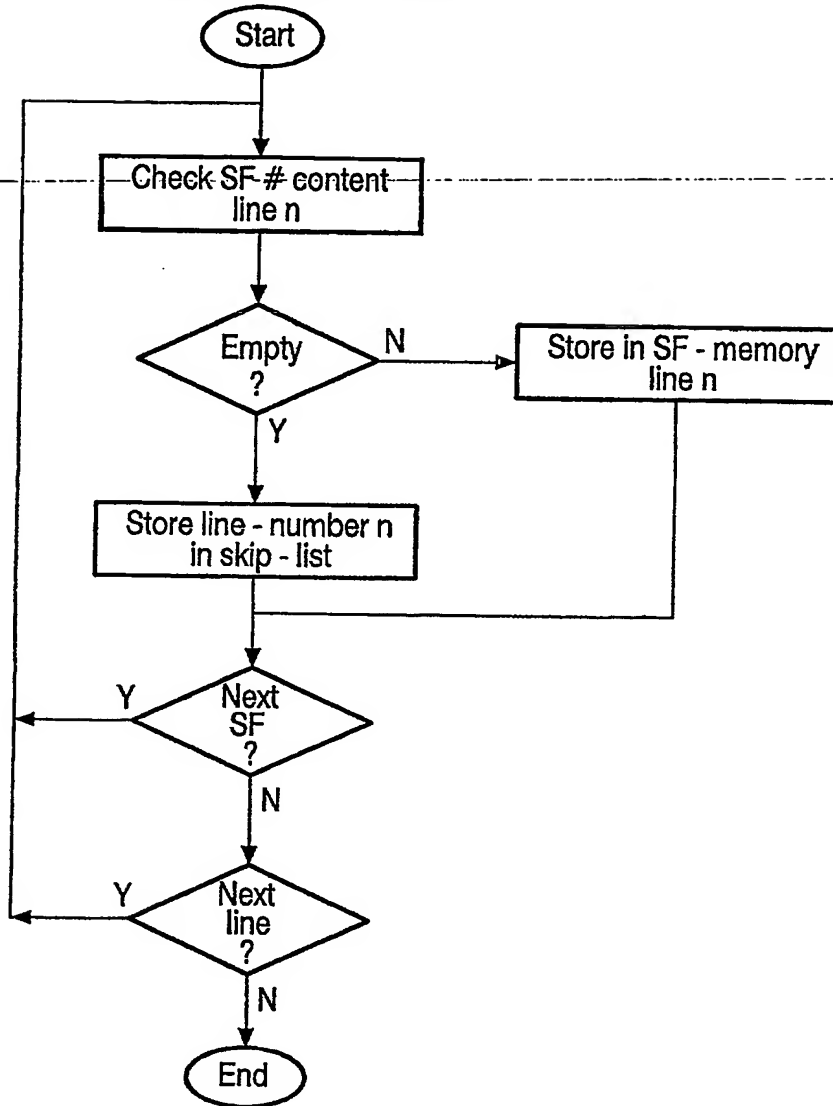 Start
Check SF # content
line n
Empty
?
N
Store in SF - memory
line n
Y
Store line - number n
in skip - list
Y
Next
SF
?
N
Y
Next
line
?
N
End